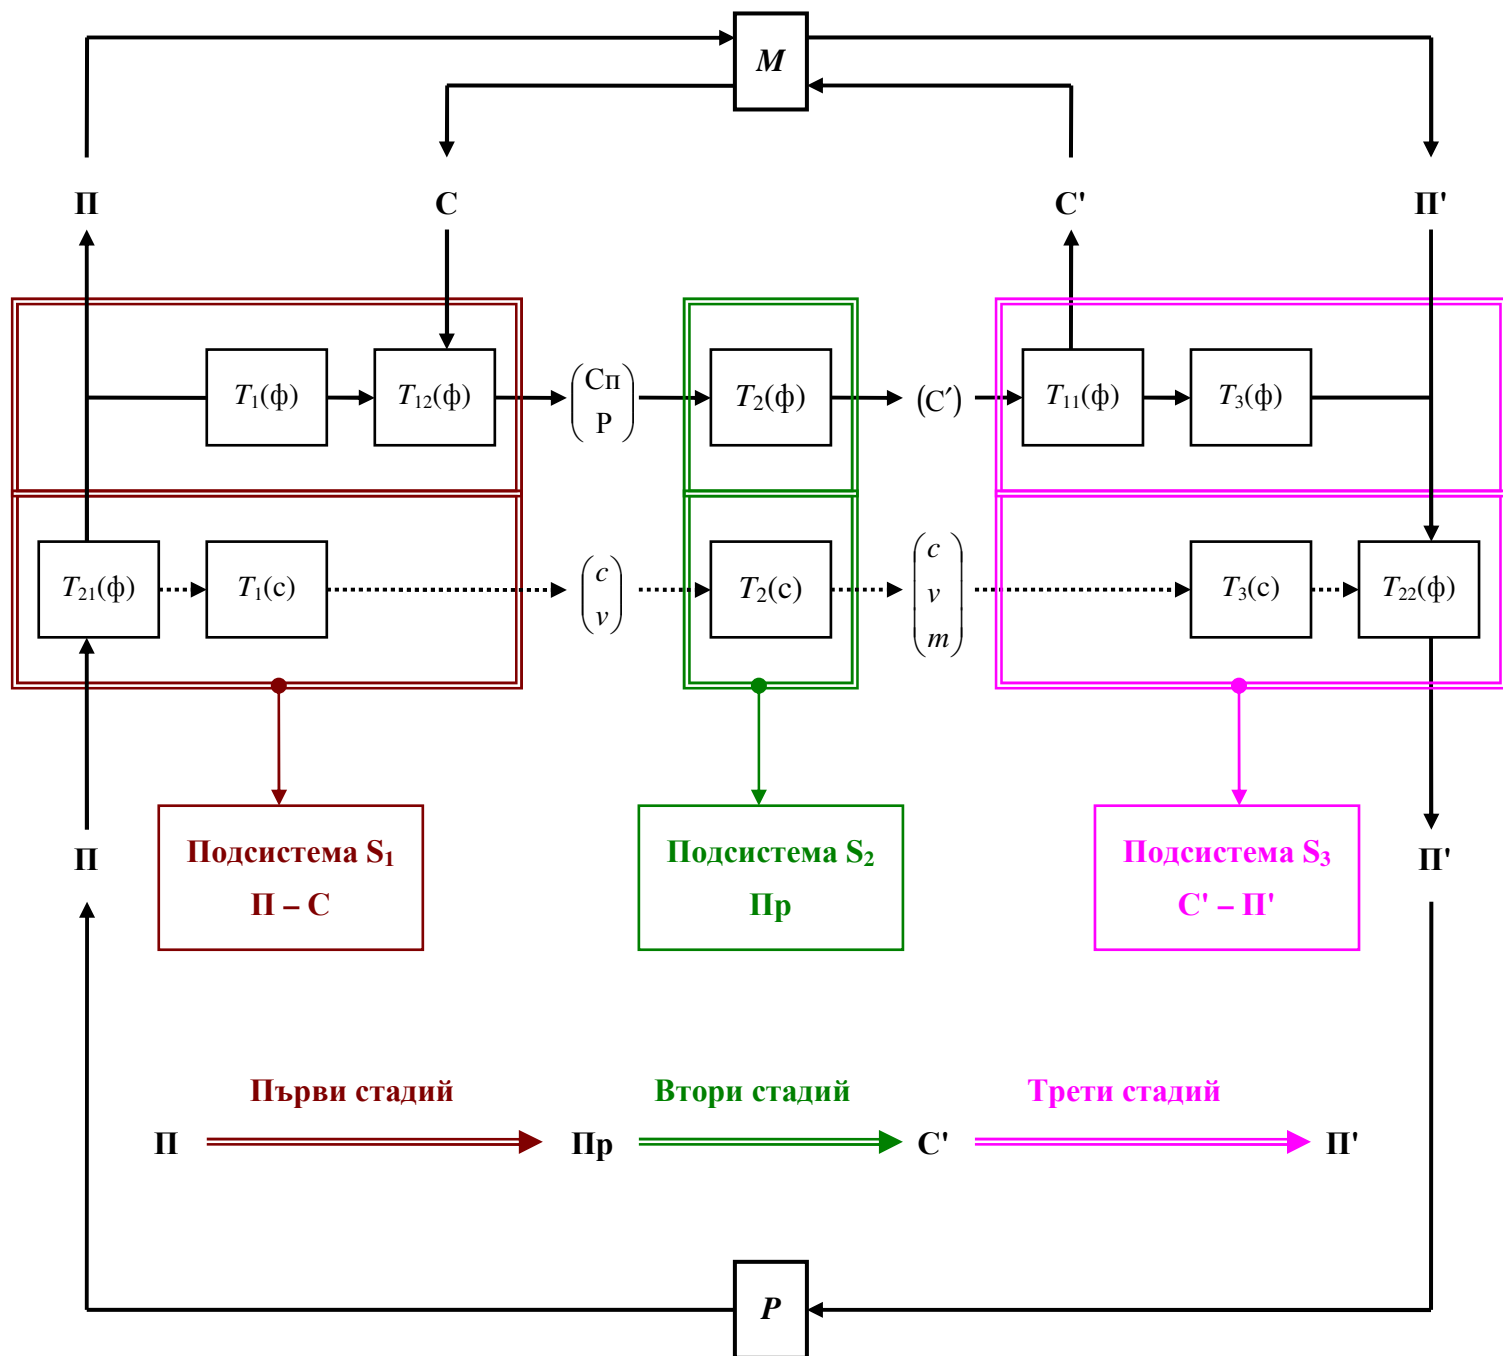 M
П C C' П'
T1(ф) T12(ф) (Сп T2(ф) (C′) T11(ф) T3(ф)
P)
T21(ф) T1(c) (c T2(c) (c T3(c) T22(ф)
v) v
m)
П Подсистема S1 Подсистема S2 Подсистема S3 П'
П – С Пр С' – П'
Първи стадий Втори стадий Трети стадий
П Пр С' П'
P